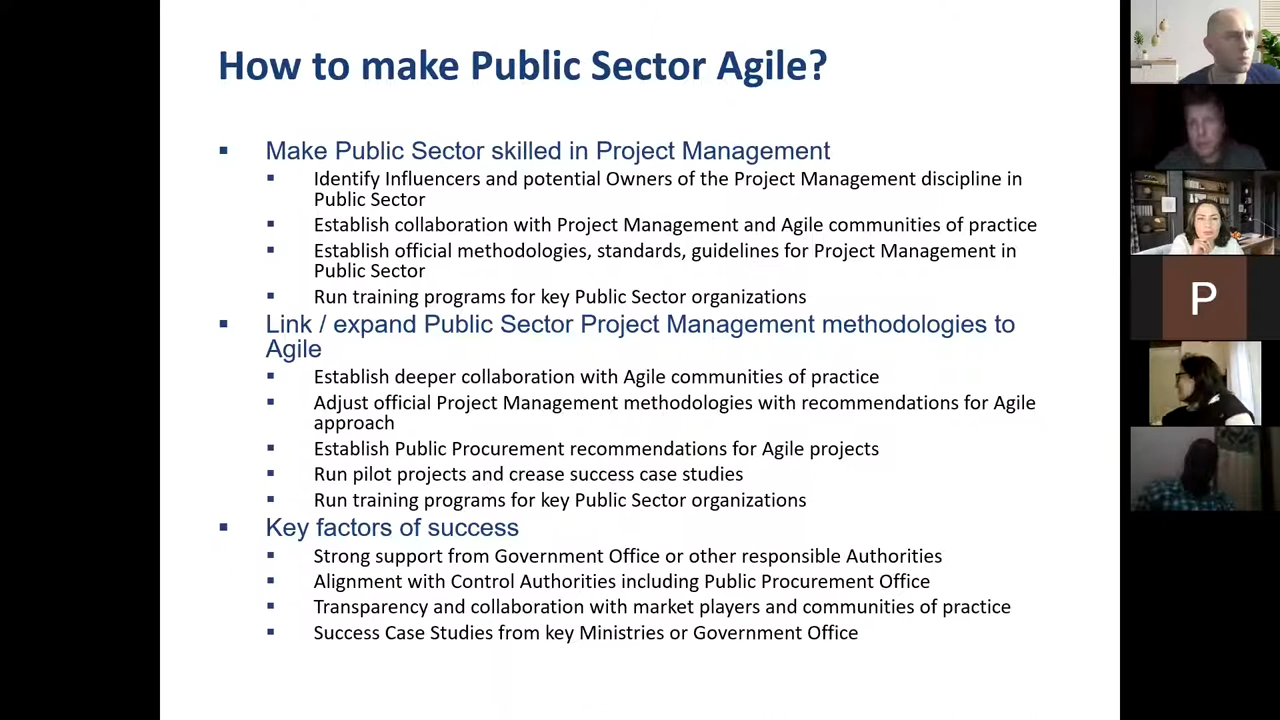 How to make Public Sector Agile?
Make Public Sector skilled in Project Management
Identify Influencers and potential Owners of the Project Management discipline in
Public Sector
Establish collaboration with Project Management and Agile communities of practice
Establish official methodologies, standards, guidelines for Project Management in
Public Sector
Run training programs for key Public Sector organizations
Link / expand Public Sector Project Management methodologies to
Agile
Establish deeper collaboration with Agile communities of practice
Adjust official Project Management methodologies with recommendations for Agile
approach
Establish Public Procurement recommendations for Agile projects
Run pilot projects and crease success case studies
Run training programs for key Public Sector organizations
Key factors of success
Strong support from Government Office or other responsible Authorities
Alignment with Control Authorities including Public Procurement Office
Transparency and collaboration with market players and communities of practice
Success Case Studies from key Ministries or Government Office
P